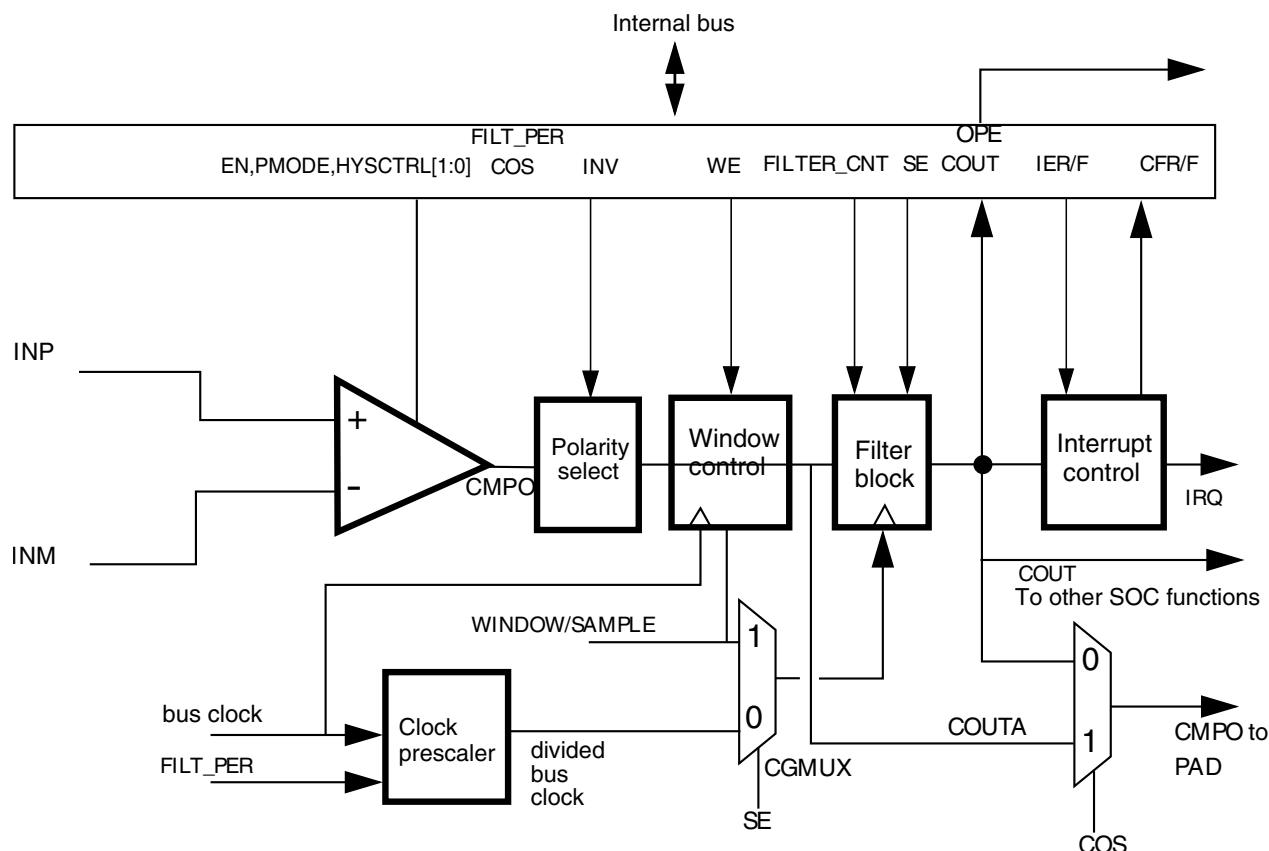 Internal bus
FILT_PER
OPE
EN,PMODE,HYSCTRL[1:0]
COS
INV
WE
FILTER_CNT
SE
COUT
IER/F
CFR/F
INP
+
-
INM
CMPO
Polarity
select
Window
control
Filter
block
Interrupt
control
IRQ
COUT
To other SOC functions
WINDOW/SAMPLE
1
0
CGMUX
SE
bus clock
FILT_PER
Clock
prescaler
divided
bus
clock
COUTA
0
1
CMPO to
PAD
COS